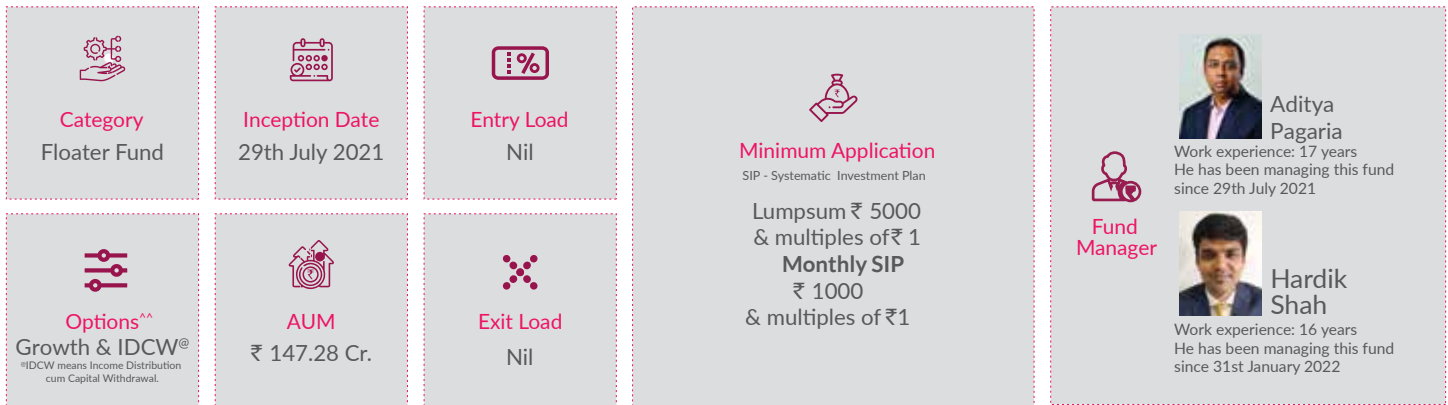 Category
Floater Fund
Inception Date
29th July 2021
%
Entry Load
Nil
Options^^
Growth & IDCW@
@IDCW means Income Distribution
cum Capital Withdrawal.
₹
AUM
₹ 147.28 Cr.
Exit Load
Nil
₹
Minimum Application
SIP - Systematic Investment Plan
Lumpsum ₹ 5000
& multiples of ₹ 1
Monthly SIP
₹ 1000
& multiples of ₹1
₹
Fund
Manager
Aditya
Pagaria
Work experience: 17 years
He has been managing this fund
since 29th July 2021
Hardik
Shah
Work experience: 16 years
He has been managing this fund
since 31st January 2022